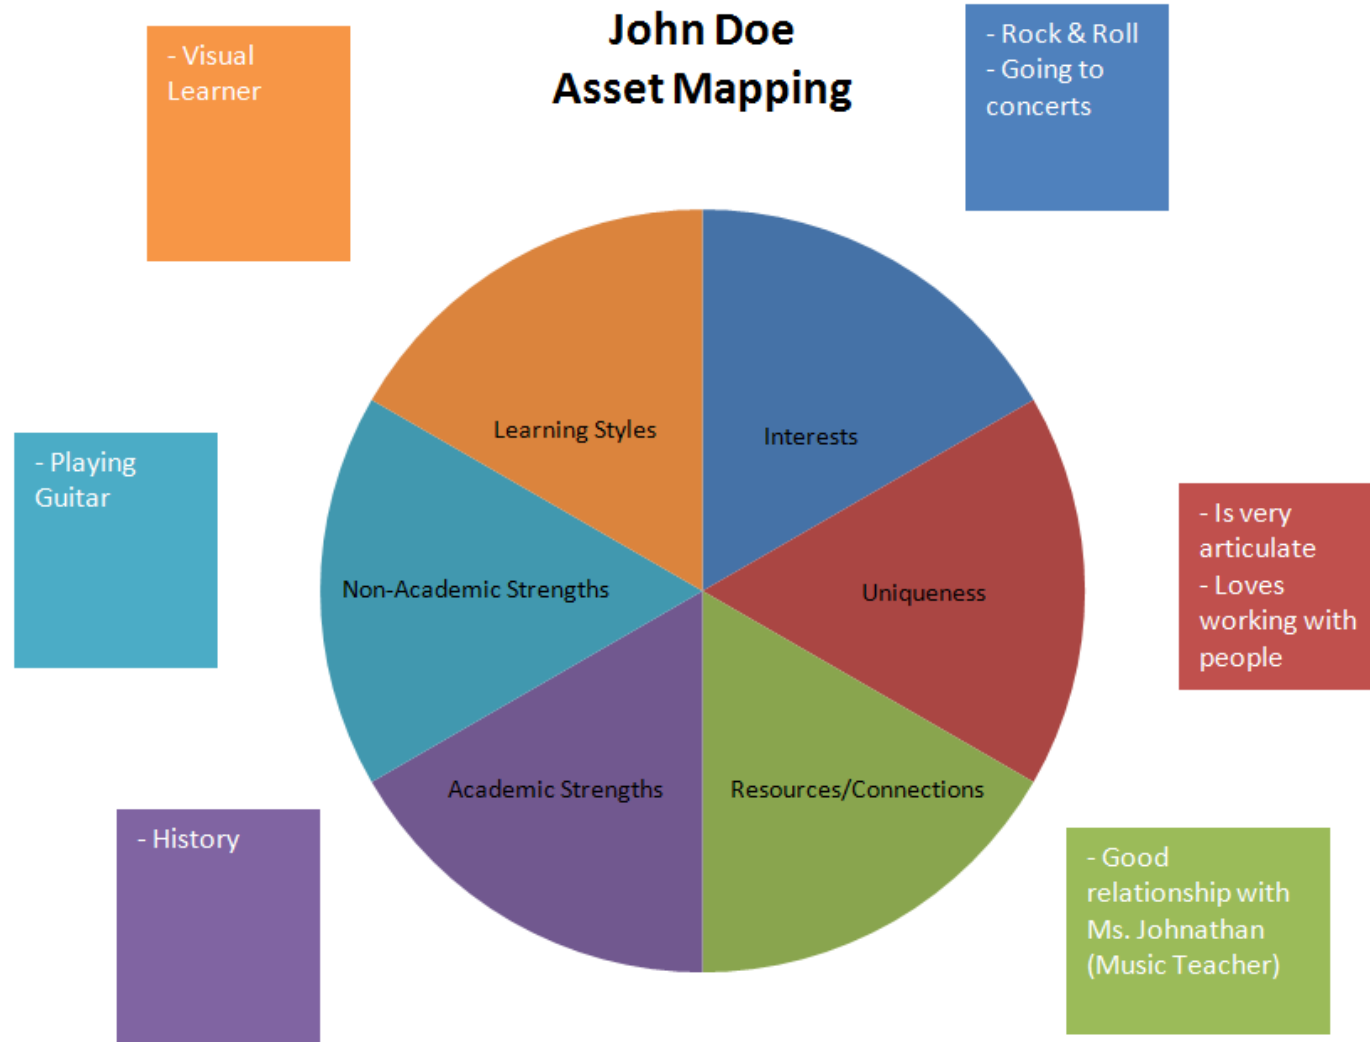 John Doe
Asset Mapping
- Visual
Learner
- Rock & Roll
- Going to
concerts
Learning Styles
Interests
- Playing
Guitar
- Is very
articulate
- Loves
working with
people
Non-Academic Strengths
Uniqueness
Academic Strengths
Resources/Connections
- History
- Good
relationship with
Ms. Johnathan
(Music Teacher)